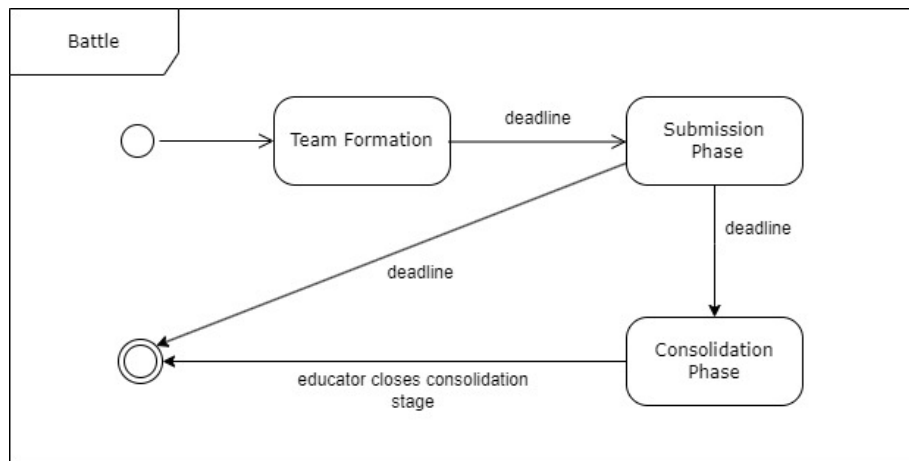 Battle
Team Formation
deadline
Submission
Phase
deadline
deadline
Consolidation
Phase
educator closes consolidation
stage